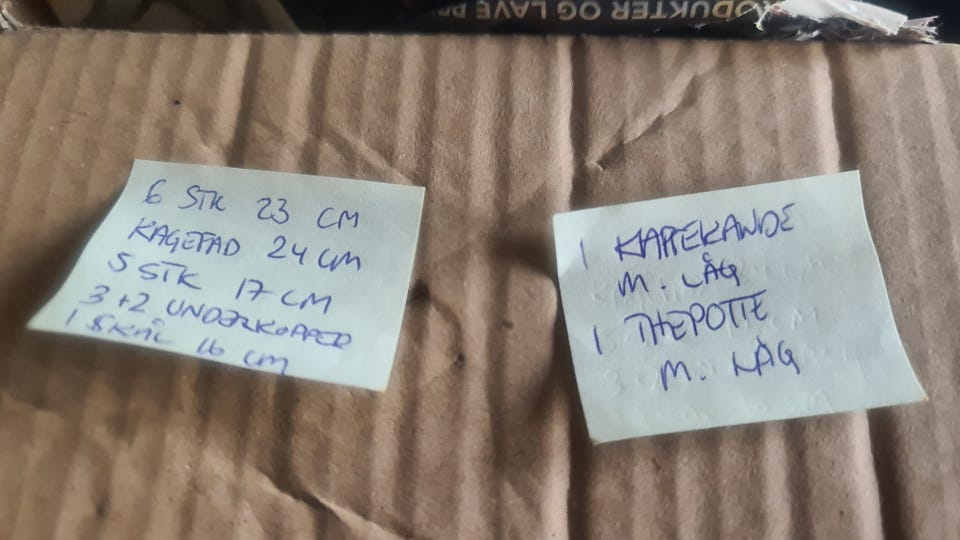 ODUKTER OG LAVE P
6 STK 23 CM
KAGEFAD 24 CM
5 STK 17 CM
3+2 UNDERKOPPER
1 SKÅL 16 CM
1 KAFFEKANDE
M. LÅG
1 THEPOTTE
M. LÅG